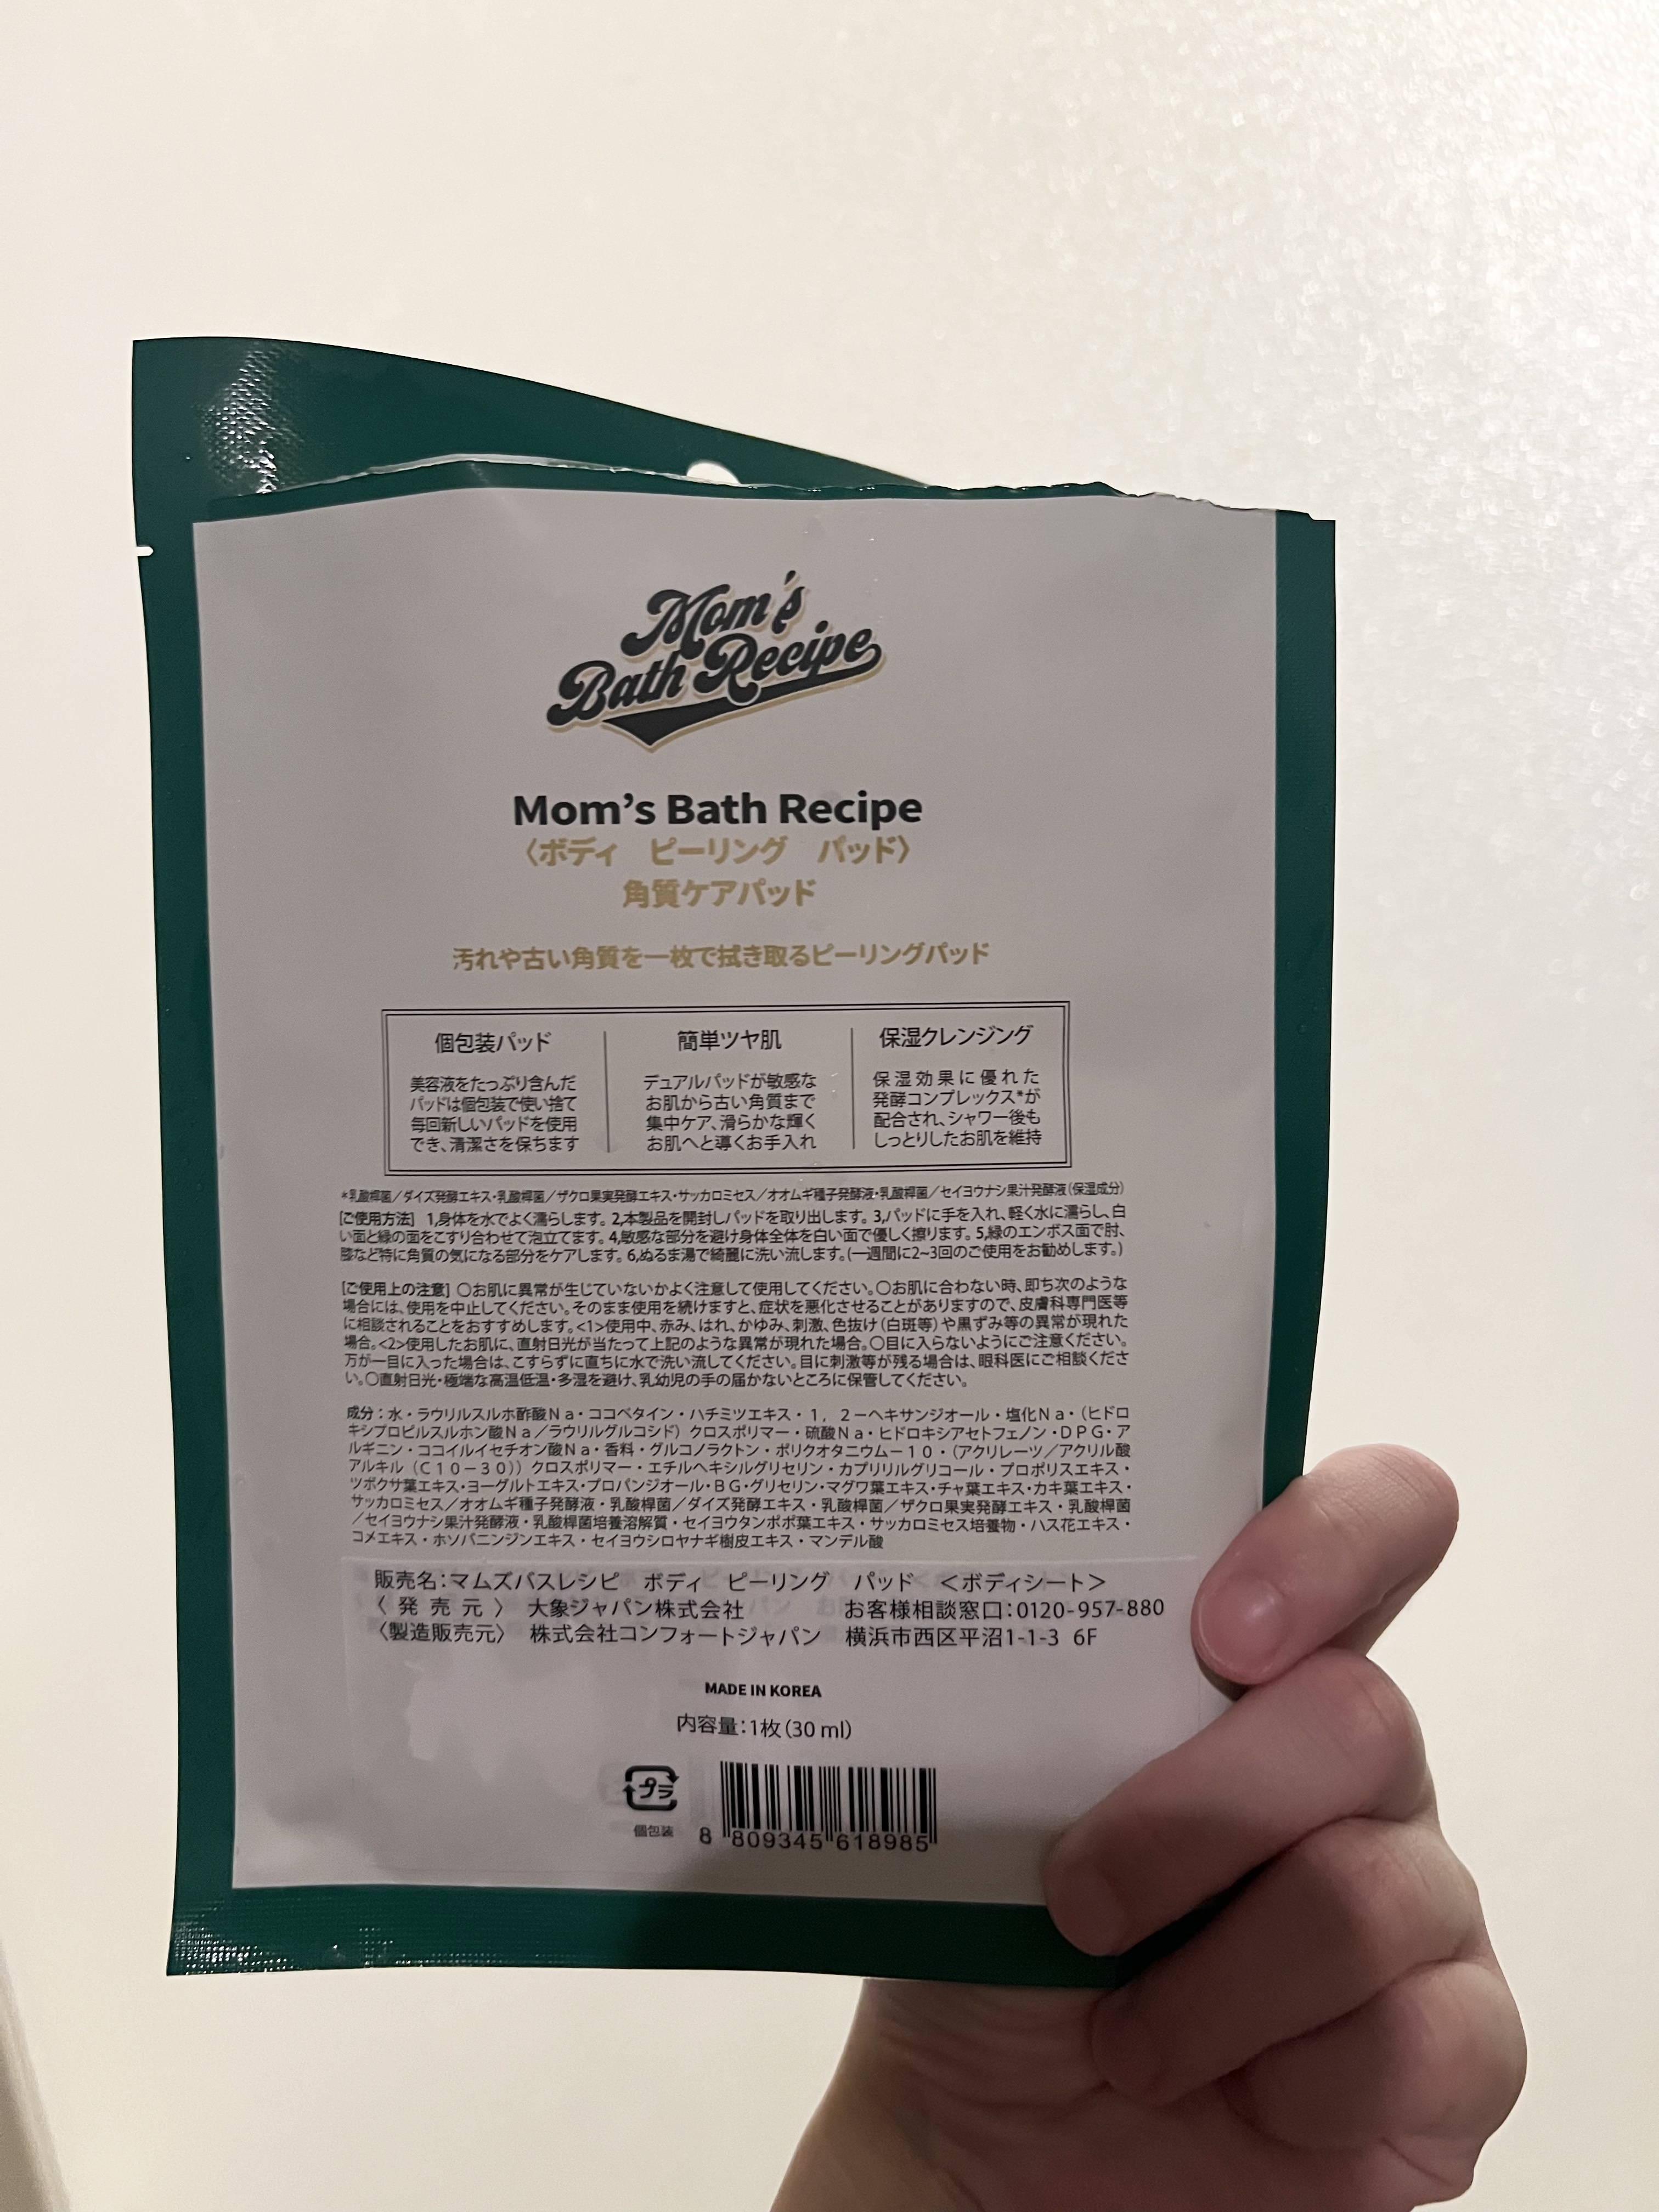 Mom's
Bath Recipe
Mom's Bath Recipe
〈ボディ ピーリング パッド〉
角質ケアパッド
汚れや古い角質を一枚で拭き取るピーリングパッド
個包装パッド
美容液をたっぷり含んだ
パッドは個包装で使い捨て
毎回新しいパッドを使用
でき、清潔さを保ちます
簡単ツヤ肌
デュアルパッドが敏感な
お肌から古い角質まで
集中ケア、滑らかな輝く
お肌へと導くお手入れ
保湿クレンジング
保湿効果に優れた
発酵コンプレックス*が
配合され、シャワー後も
しっとりしたお肌を維持
*乳酸桿菌/ダイズ発酵エキス・乳酸桿菌/ザクロ果実発酵エキス・サッカロミセス/オオムギ種子発酵液・乳酸桿菌/セイヨウナシ果汁発酵液(保湿成分)
[ご使用方法] 1,身体を水でよく濡らします。2,本製品を開封しパッドを取り出します。3,パッドに手を入れ、軽く水に濡らし、白
い面と緑の面をこすり合わせて泡立てます。4,敏感な部分を避け身体全体を白い面で優しく擦ります。5,緑のエンボス面で肘、
膝など特に角質の気になる部分をケアします。6,ぬるま湯で綺麗に洗い流します。(一週間に2~3回のご使用をお勧めします。)
[ご使用上の注意] ○お肌に異常が生じていないかよく注意して使用してください。○お肌に合わない時、即ち次のような
場合には、使用を中止してください。そのまま使用を続けますと、症状を悪化させることがありますので、皮膚科専門医等
に相談されることをおすすめします。<1>使用中、赤み、はれ、かゆみ、刺激、色抜け(白斑等)や黒ずみ等の異常が現れた
場合。<2>使用したお肌に、直射日光が当たって上記のような異常が現れた場合。○目に入らないようにご注意ください。
万が一目に入った場合は、こすらずに直ちに水で洗い流してください。目に刺激等が残る場合は、眼科医にご相談くださ
い。○直射日光・極端な高温低温・多湿を避け、乳幼児の手の届かないところに保管してください。
成分:水・ラウリルスルホ酢酸Na・ココベタイン・ハチミツエキス・1,2-ヘキサンジオール・塩化Na・(ヒドロ
キシプロピルスルホン酸Na/ラウリルグルコシド)クロスポリマー・硫酸Na・ヒドロキシアセトフェノン・DPG・ア
ルギニン・ココイルイセチオン酸Na・香料・グルコノラクトン・ポリクオタニウム-10・(アクリレーツ/アクリル酸
アルキル(C10-30))クロスポリマー・エチルヘキシルグリセリン・カプリリルグリコール・プロポリスエキス・
ツボクサ葉エキス・ヨーグルトエキス・プロパンジオール・BG・グリセリン・マグワ葉エキス・チャ葉エキス・カキ葉エキス・
サッカロミセス/オオムギ種子発酵液・乳酸桿菌/ダイズ発酵エキス・乳酸桿菌/ザクロ果実発酵エキス・乳酸桿菌
/セイヨウナシ果汁発酵液・乳酸桿菌培養溶解質・セイヨウタンポポ葉エキス・サッカロミセス培養物・ハス花エキス・
コメエキス・ホソバニンジンエキス・セイヨウシロヤナギ樹皮エキス・マンデル酸
販売名:マムズバスレシピ ボディ ピーリング パッド <ボディシート>
〈発売元〉 大象ジャパン株式会社 お客様相談窓口:0120-957-880
〈製造販売元〉 株式会社コンフォートジャパン 横浜市西区平沼1-1-3 6F
MADE IN KOREA
内容量:1枚(30 ml)
プラ
個包装
8 809345 618985